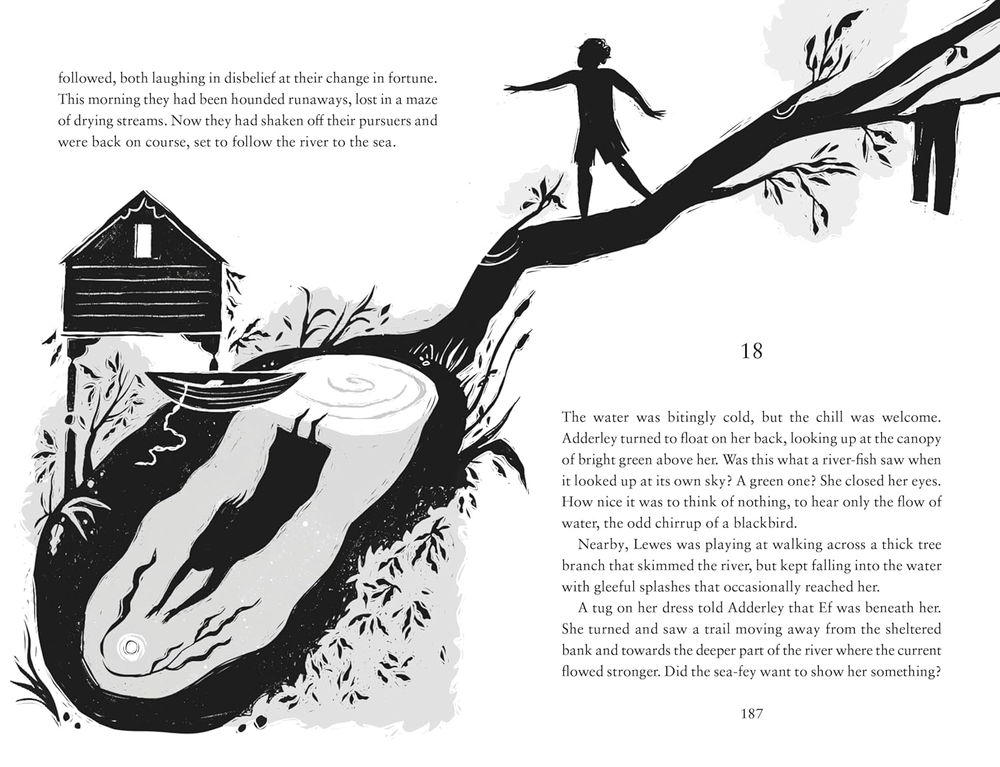 followed, both laughing in disbelief at their change in fortune.
This morning they had been hounded runaways, lost in a maze
of drying streams. Now they had shaken off their pursuers and
were back on course, set to follow the river to the sea.
18
The water was bitingly cold, but the chill was welcome.
Adderley turned to float on her back, looking up at the canopy
of bright green above her. Was this what a river-fish saw when
it looked up at its own sky? A green one? She closed her eyes.
How nice it was to think of nothing, to hear only the flow of
water, the odd chirrup of a blackbird.
Nearby, Lewes was playing at walking across a thick tree
branch that skimmed the river, but kept falling into the water
with gleeful splashes that occasionally reached her.
A tug on her dress told Adderley that Ef was beneath her.
She turned and saw a trail moving away from the sheltered
bank and towards the deeper part of the river where the current
flowed stronger. Did the sea-fey want to show her something?
187